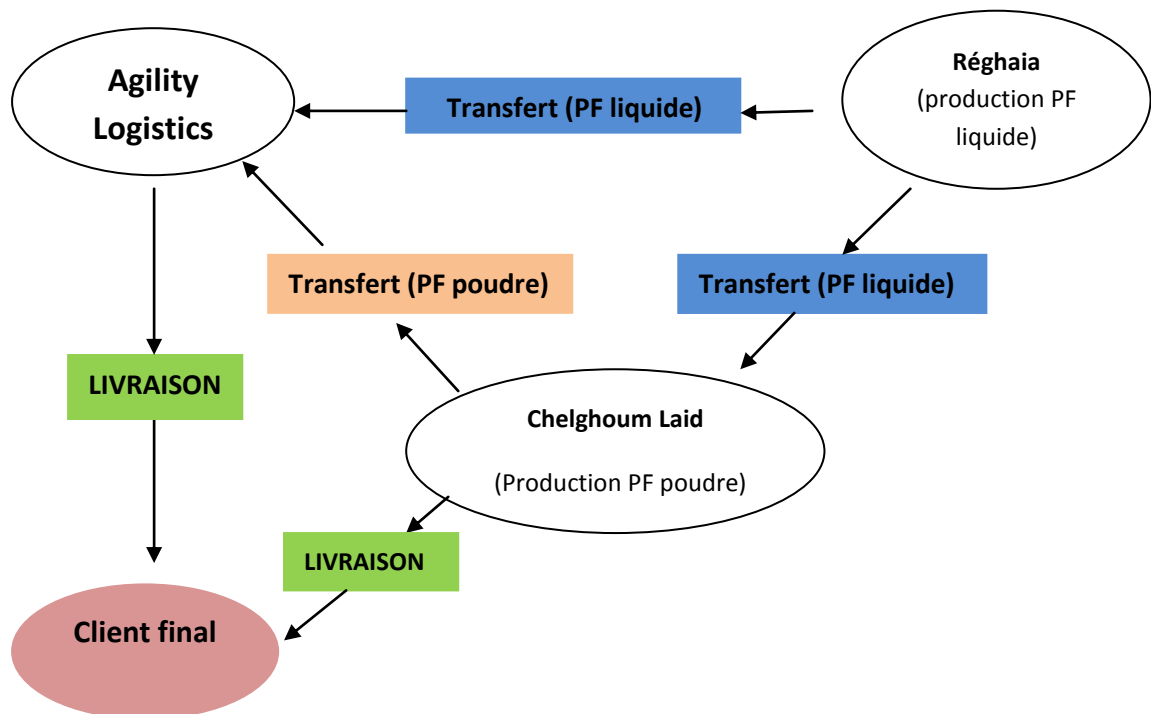 Agility
Logistics
Transfert (PF liquide)
Réghaia
(production PF
liquide)
Transfert (PF poudre)
Transfert (PF liquide)
LIVRAISON
Chelghoum Laid
(Production PF poudre)
LIVRAISON
Client final